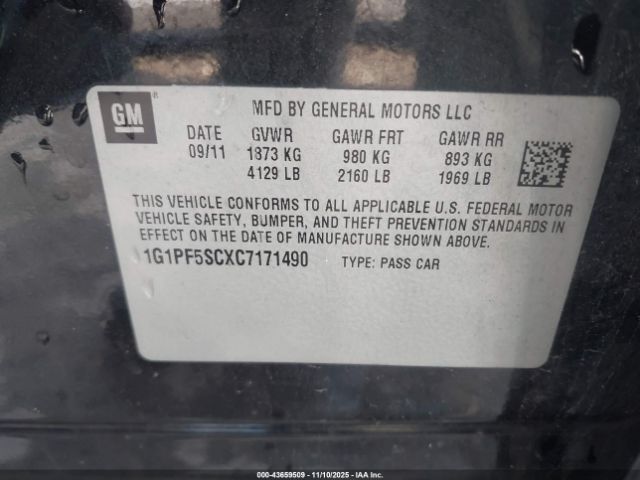 GM ®
MFD BY GENERAL MOTORS LLC
DATE GVWR GAWR FRT GAWR RR
09/11 1873 KG 980 KG 893 KG
4129 LB 2160 LB 1969 LB
THIS VEHICLE CONFORMS TO ALL APPLICABLE U.S. FEDERAL MOTOR
VEHICLE SAFETY, BUMPER, AND THEFT PREVENTION STANDARDS IN
EFFECT ON THE DATE OF MANUFACTURE SHOWN ABOVE.
1G1PF5SCXC7171490 TYPE: PASS CAR
000-43659509 - 11/10/2025 - IAA Inc.